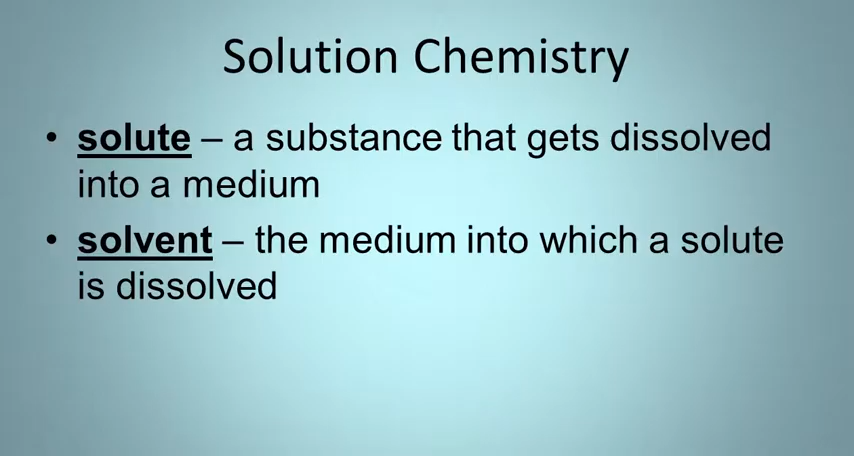 Solution Chemistry
• solute – a substance that gets dissolved
into a medium
• solvent – the medium into which a solute
is dissolved